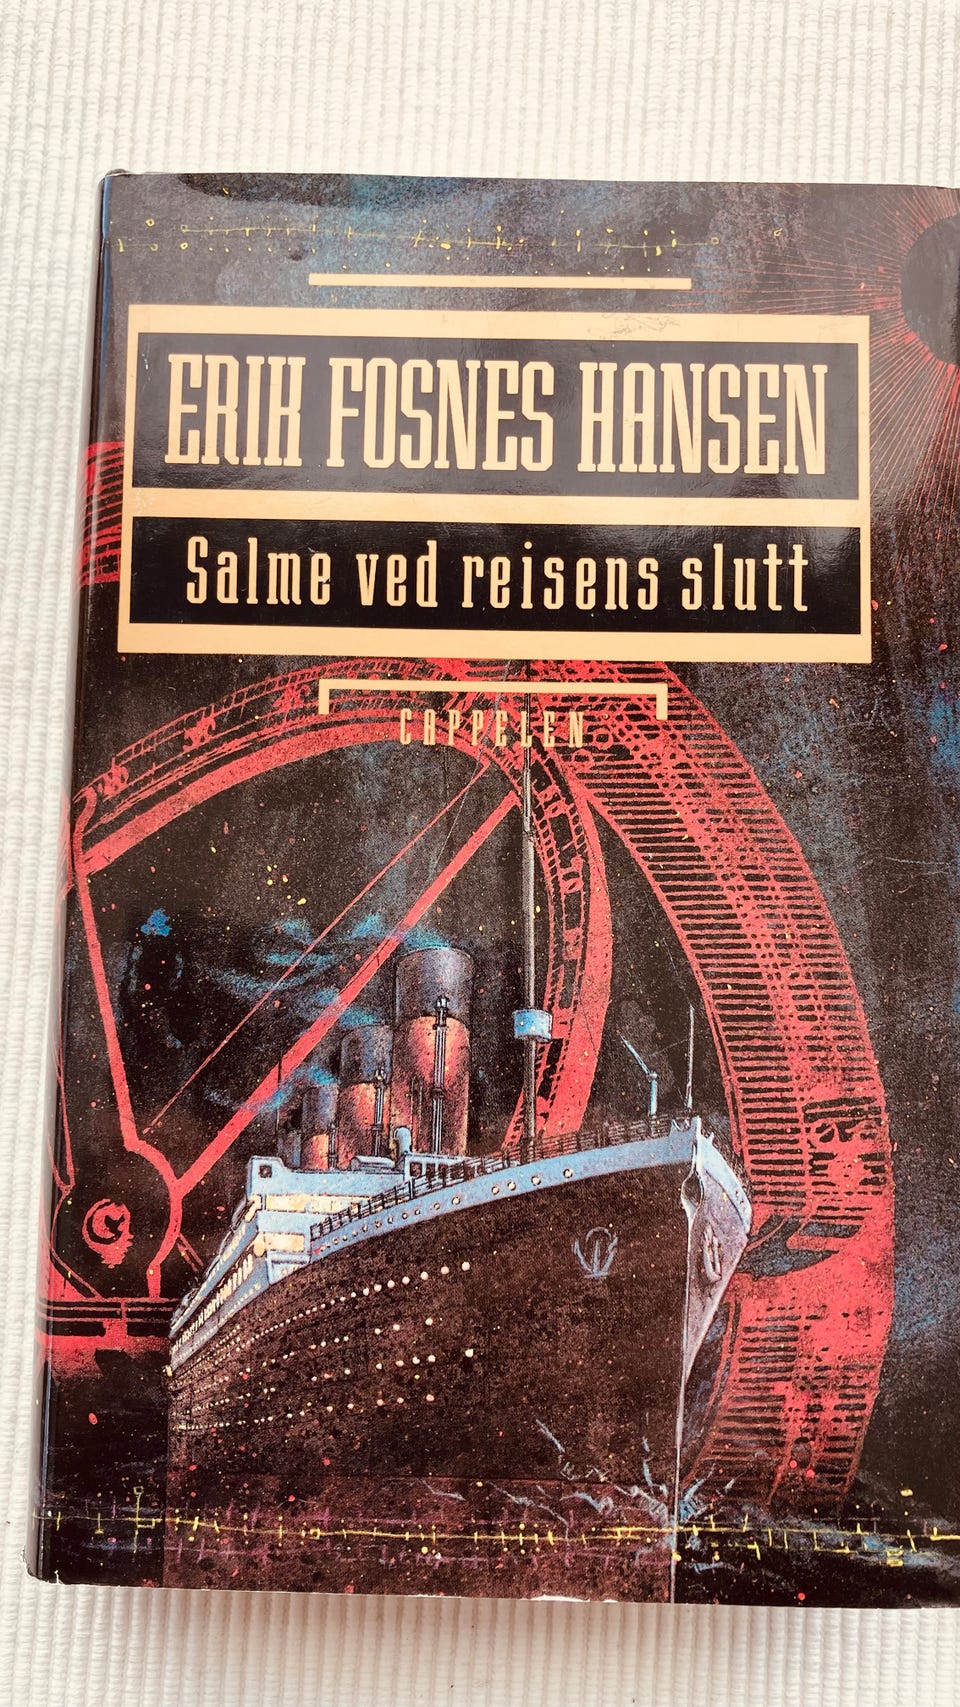 ERIK FOSNES HANSEN
Salme ved reisens slutt
CAPPELEN